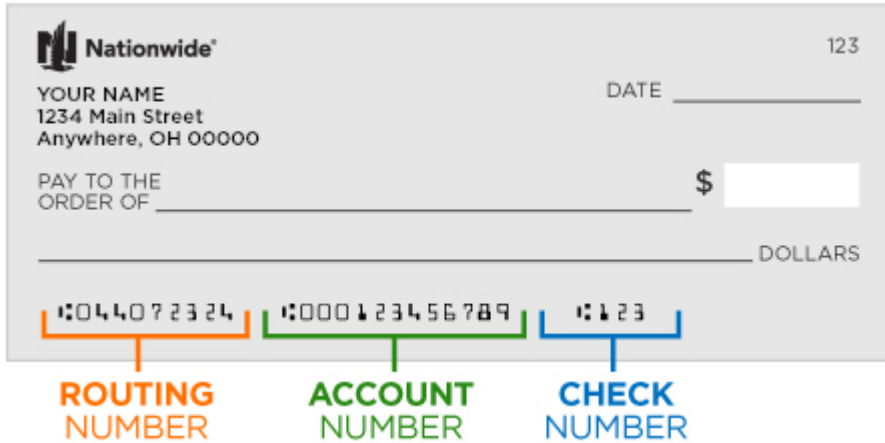 Nationwide®
123
YOUR NAME
1234 Main Street
Anywhere, OH 00000
DATE
PAY TO THE
ORDER OF
$
DOLLARS
⑆044072324 ⑆000123456789 ⑆123
ROUTING ACCOUNT CHECK
NUMBER NUMBER NUMBER